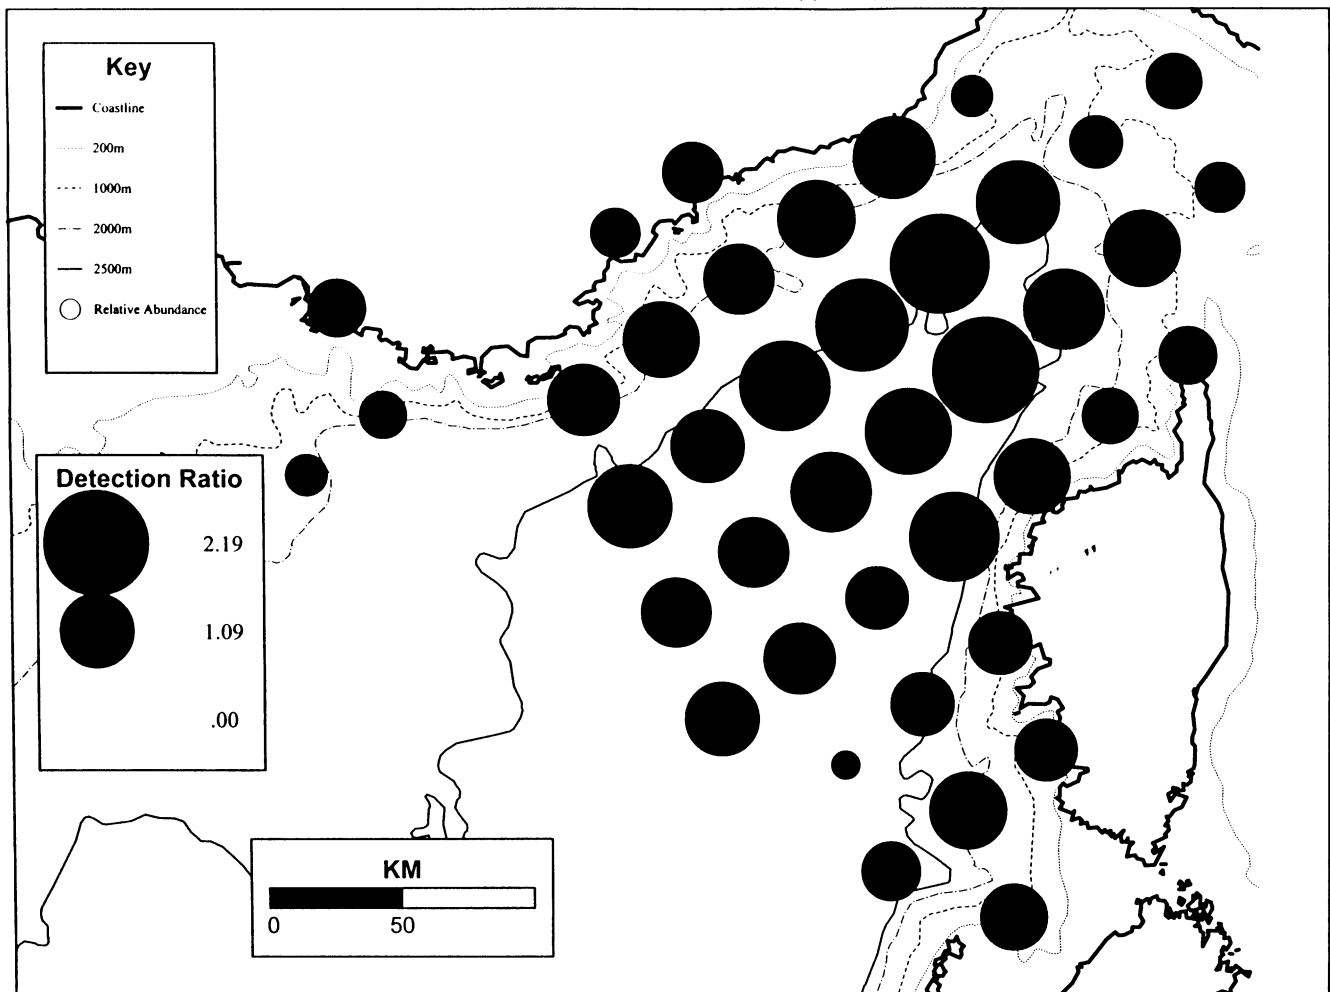 Key
Coastline
200m
1000m
2000m
2500m
Relative Abundance
Detection Ratio
2.19
1.09
.00
KM
0 50